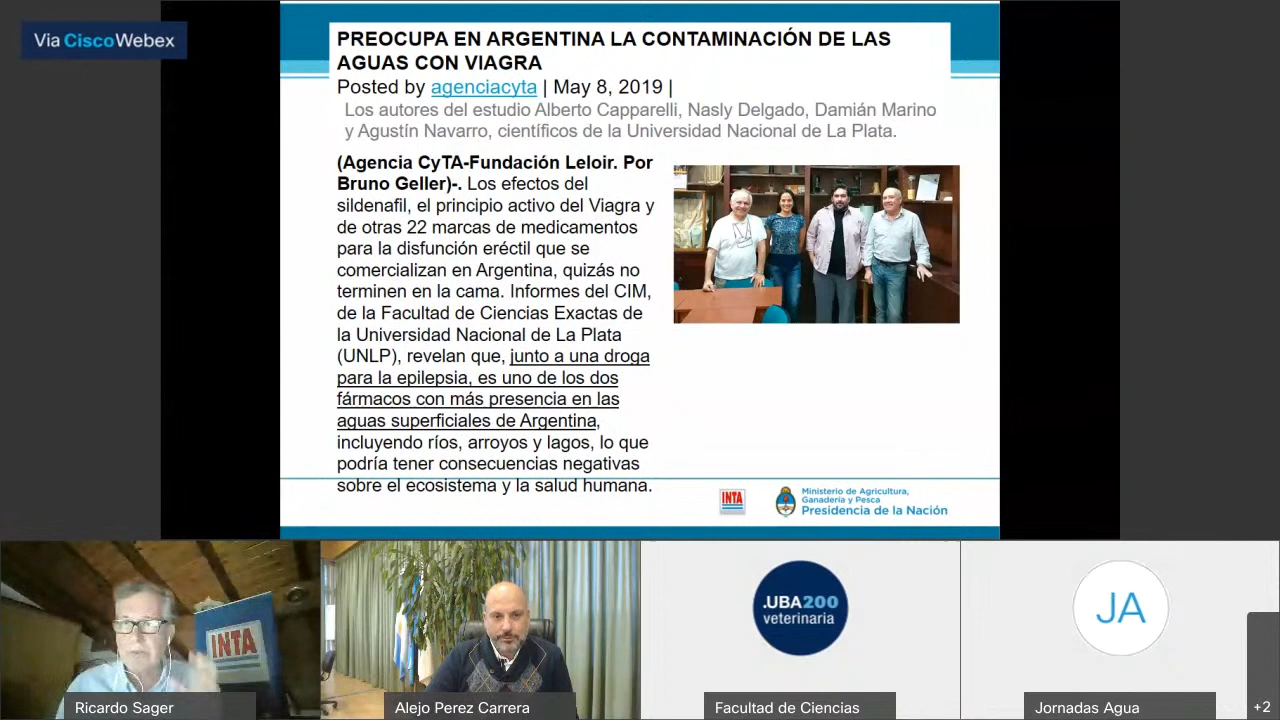 Via Cisco Webex
PREOCUPA EN ARGENTINA LA CONTAMINACIÓN DE LAS
AGUAS CON VIAGRA
Posted by agenciacyta | May 8, 2019 |
Los autores del estudio Alberto Capparelli, Nasly Delgado, Damián Marino
y Agustín Navarro, científicos de la Universidad Nacional de La Plata.
(Agencia CyTA-Fundación Leloir. Por
Bruno Geller)-. Los efectos del
sildenafil, el principio activo del Viagra y
de otras 22 marcas de medicamentos
para la disfunción eréctil que se
comercializan en Argentina, quizás no
terminen en la cama. Informes del CIM,
de la Facultad de Ciencias Exactas de
la Universidad Nacional de La Plata
(UNLP), revelan que, junto a una droga
para la epilepsia, es uno de los dos
fármacos con más presencia en las
aguas superficiales de Argentina,
incluyendo ríos, arroyos y lagos, lo que
podría tener consecuencias negativas
sobre el ecosistema y la salud humana.
INTA
Ministerio de Agricultura,
Ganadería y Pesca
Presidencia de la Nación
INTA
.UBA200
veterinaria
JA
Ricardo Sager
Alejo Perez Carrera
Facultad de Ciencias
Jornadas Agua
+2